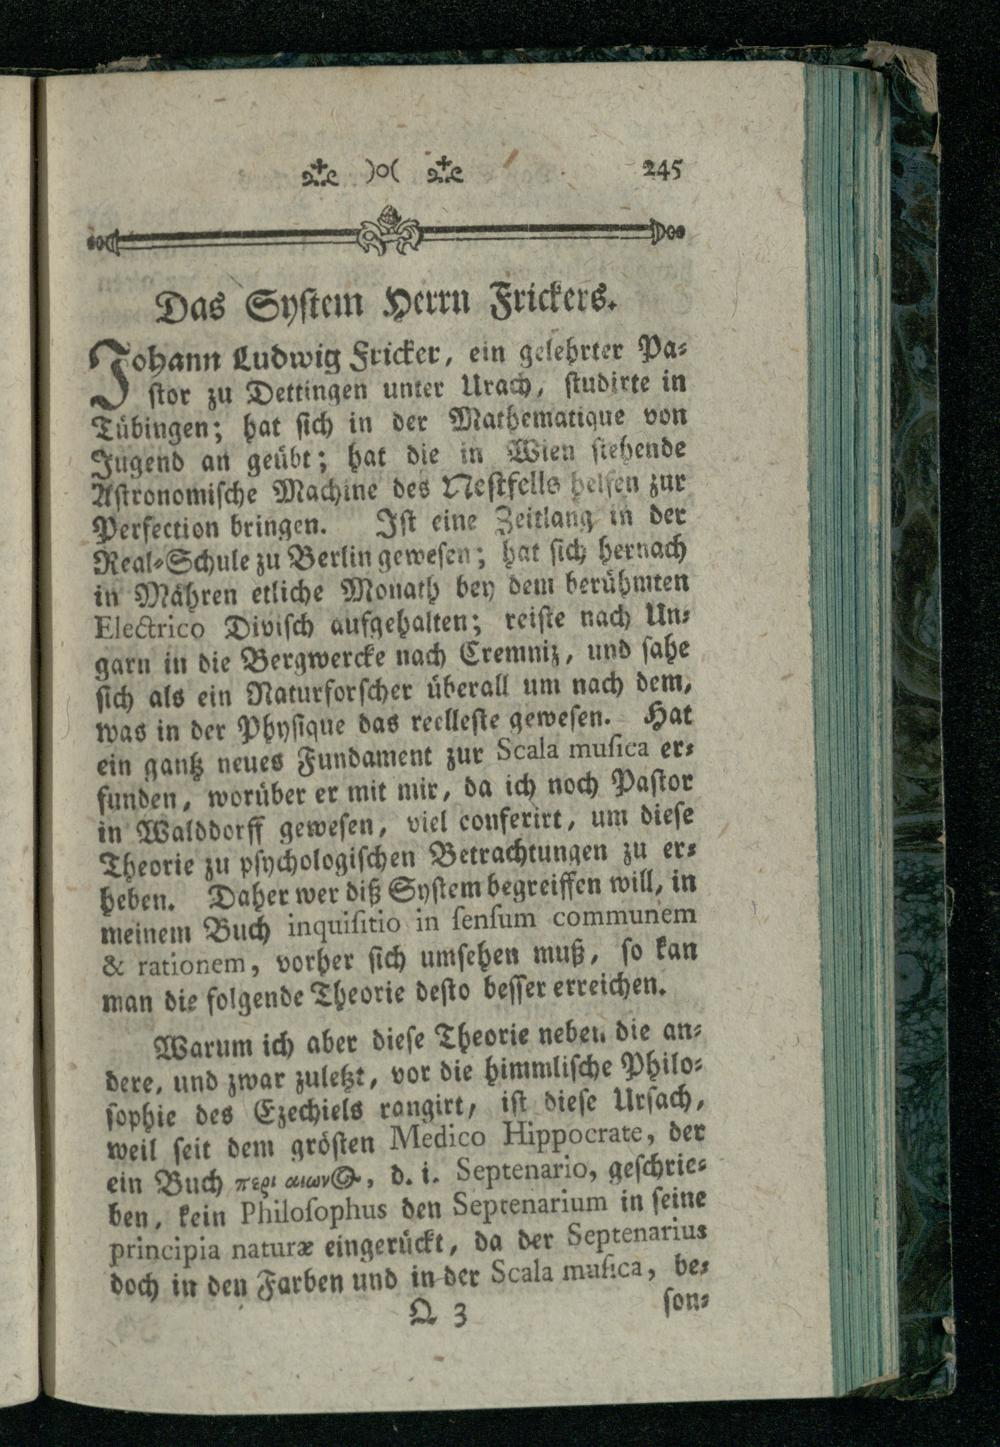 )o( 245
Das System Herrn Frickers.
Johann Ludwig Fricker, ein gelehrter Pa⸗
stor zu Dettingen unter Urach, studirte in
Tübingen; hat sich in der Mathematique von
Jugend an geübt; hat die in Wien stehende
Astronomische Machine des Nestfells helfen zur
Perfection bringen. Ist eine Zeitlang in der
Real⸗Schule zu Berlin gewesen; hat sich hernach
in Mähren etliche Monath bey dem berühmten
Electrico Divisch aufgehalten; reiste nach Un⸗
garn in die Bergwercke nach Cremniz, und sahe
sich als ein Naturforscher überall um nach dem,
was in der Physique das reelleste gewesen. Hat
ein gantz neues Fundament zur Scala musica er⸗
funden, worüber er mit mir, da ich noch Pastor
in Walddorff gewesen, viel conferirt, um diese
Theorie zu psychologischen Betrachtungen zu er⸗
heben. Daher wer diß System begreiffen will, in
meinem Buch inquisitio in sensum communem
& rationem, vorher sich umsehen muß, so kan
man die folgende Theorie desto besser erreichen.
Warum ich aber diese Theorie neben die an⸗
dere, und zwar zuletzt, vor die himmlische Philo⸗
sophie des Ezechiels rangirt, ist diese Ursach,
weil seit dem grösten Medico Hippocrate, der
ein Buch περι αιωνος, d. i. Septenario, geschrie⸗
ben, kein Philosophus den Septenarium in seine
principia naturæ eingerückt, da der Septenarius
doch in den Farben und in der Scala musica, be⸗
Q 3 son⸗